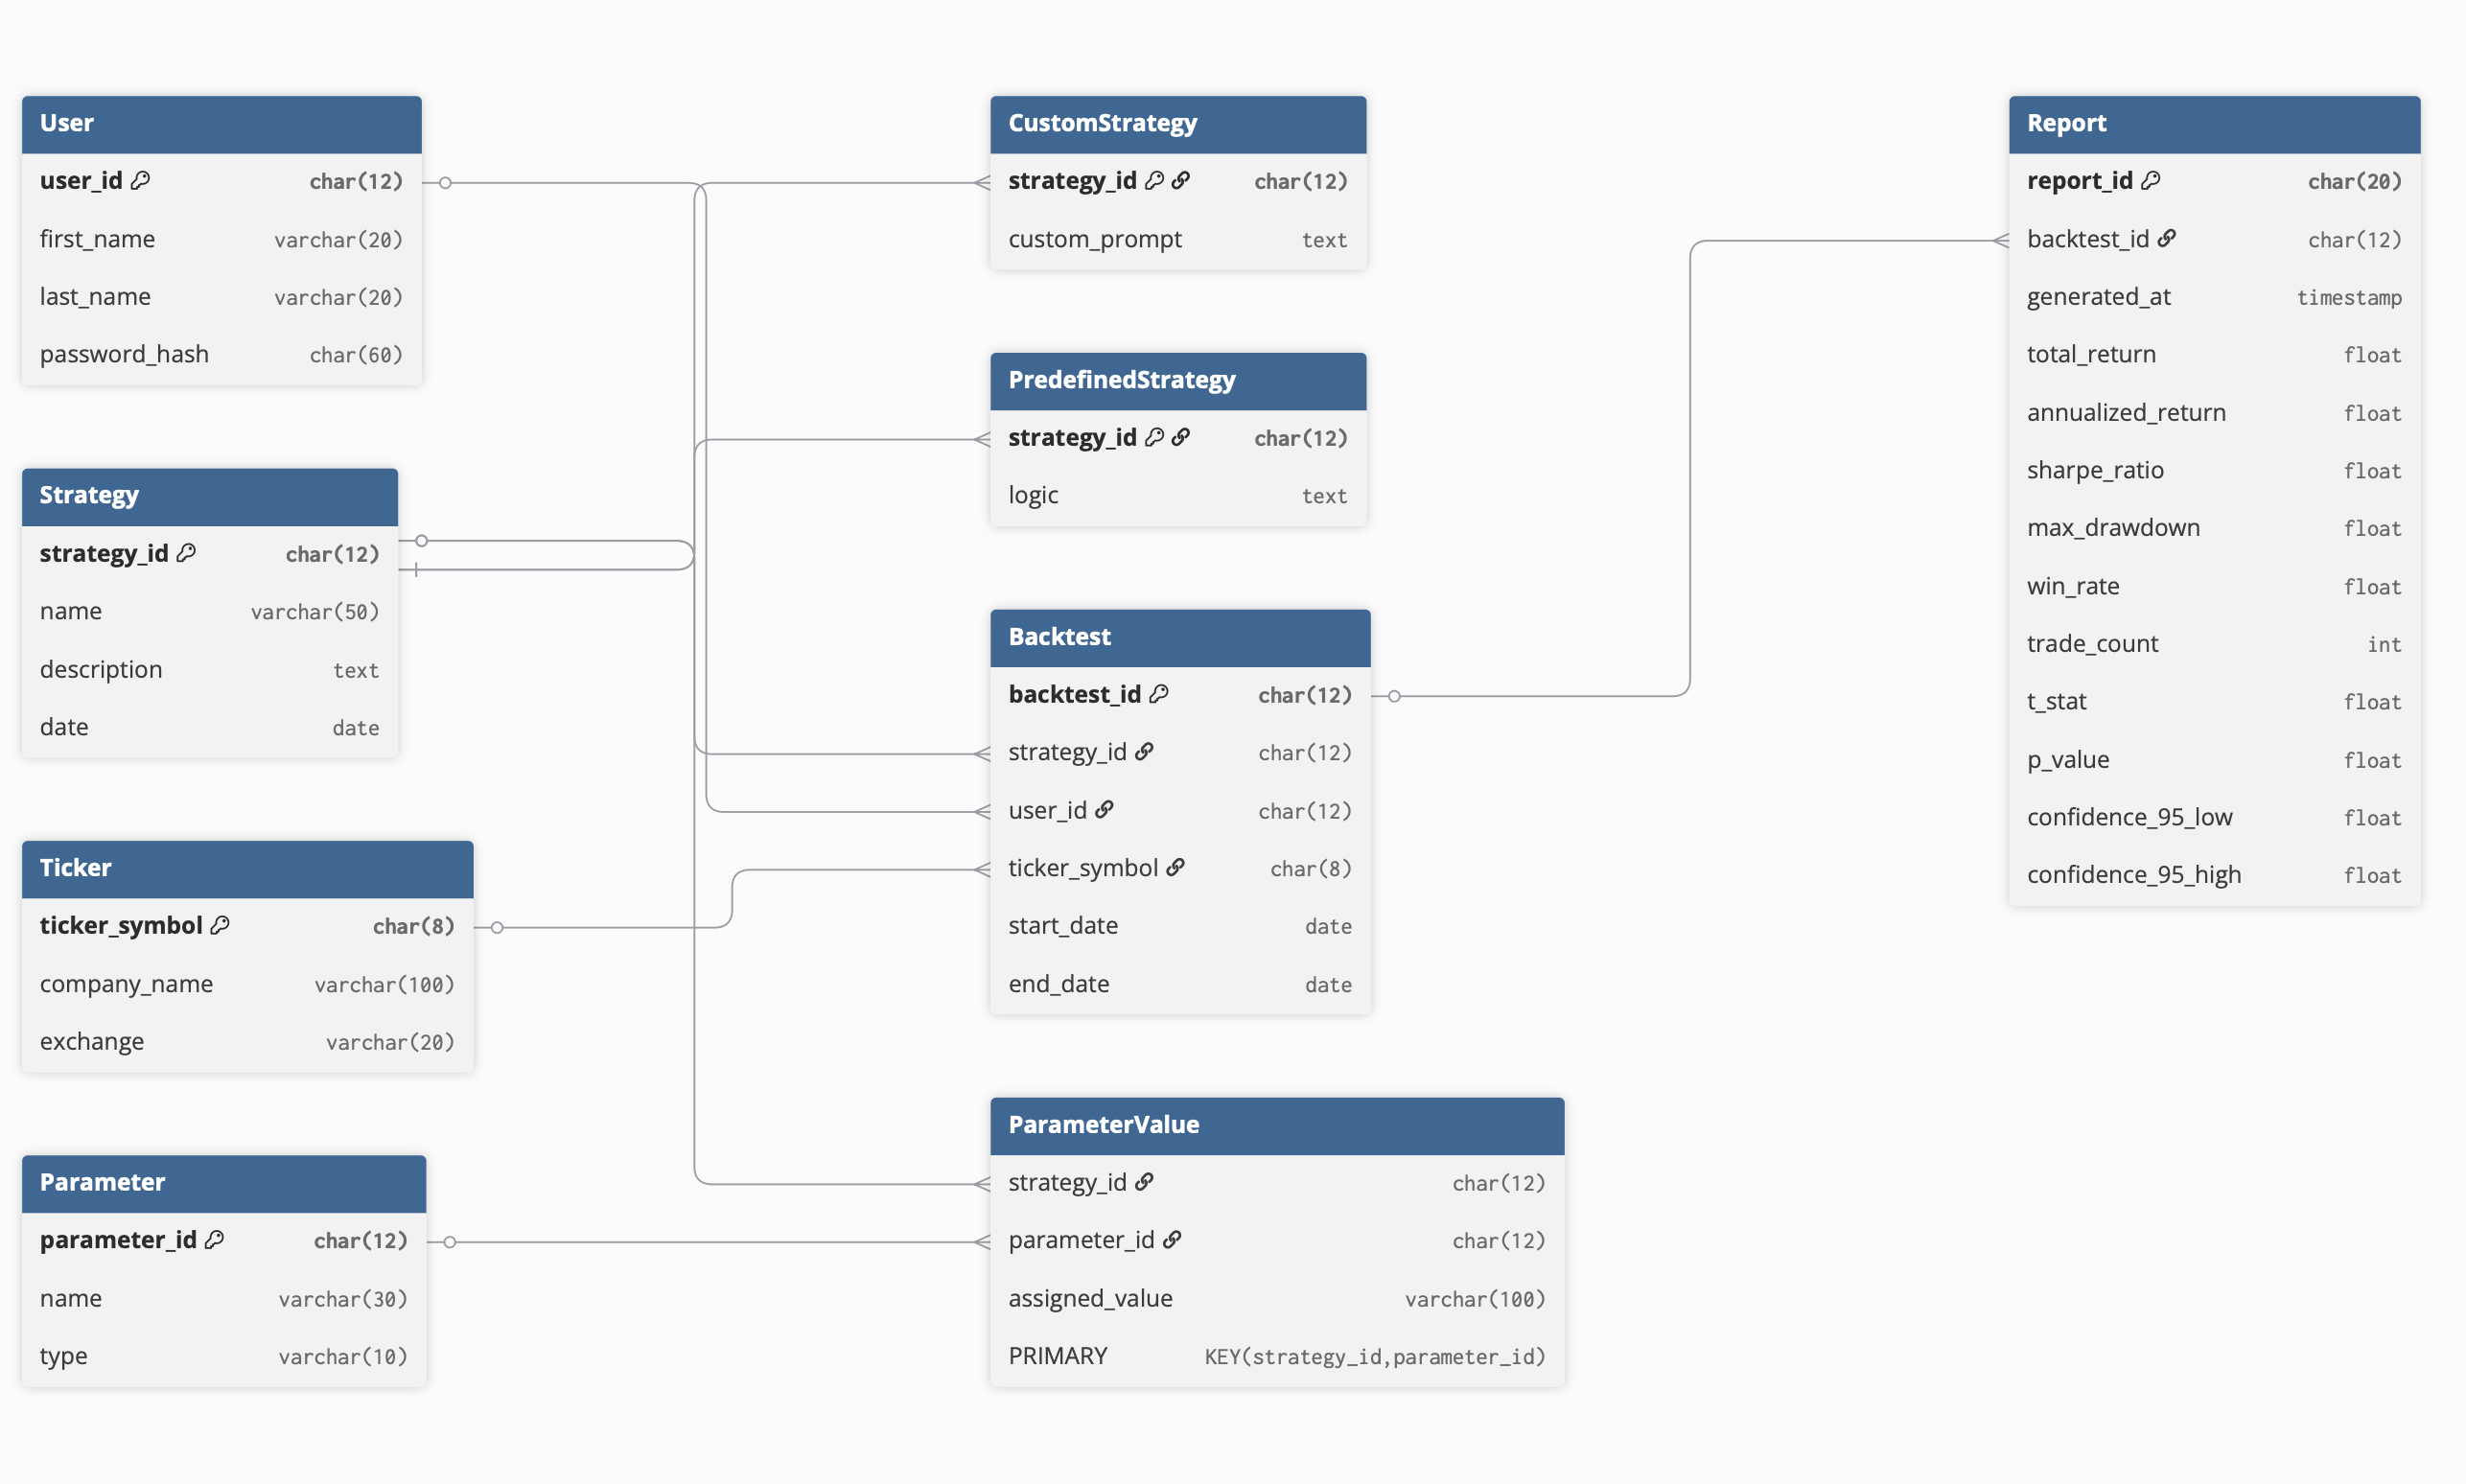 User
user_id char(12)
first_name varchar(20)
last_name varchar(20)
password_hash char(60)
Strategy
strategy_id char(12)
name varchar(50)
description text
date date
Ticker
ticker_symbol char(8)
company_name varchar(100)
exchange varchar(20)
Parameter
parameter_id char(12)
name varchar(30)
type varchar(10)
CustomStrategy
strategy_id char(12)
custom_prompt text
PredefinedStrategy
strategy_id char(12)
logic text
Backtest
backtest_id char(12)
strategy_id char(12)
user_id char(12)
ticker_symbol char(8)
start_date date
end_date date
ParameterValue
strategy_id char(12)
parameter_id char(12)
assigned_value varchar(100)
PRIMARY KEY(strategy_id,parameter_id)
Report
report_id char(20)
backtest_id char(12)
generated_at timestamp
total_return float
annualized_return float
sharpe_ratio float
max_drawdown float
win_rate float
trade_count int
t_stat float
p_value float
confidence_95_low float
confidence_95_high float